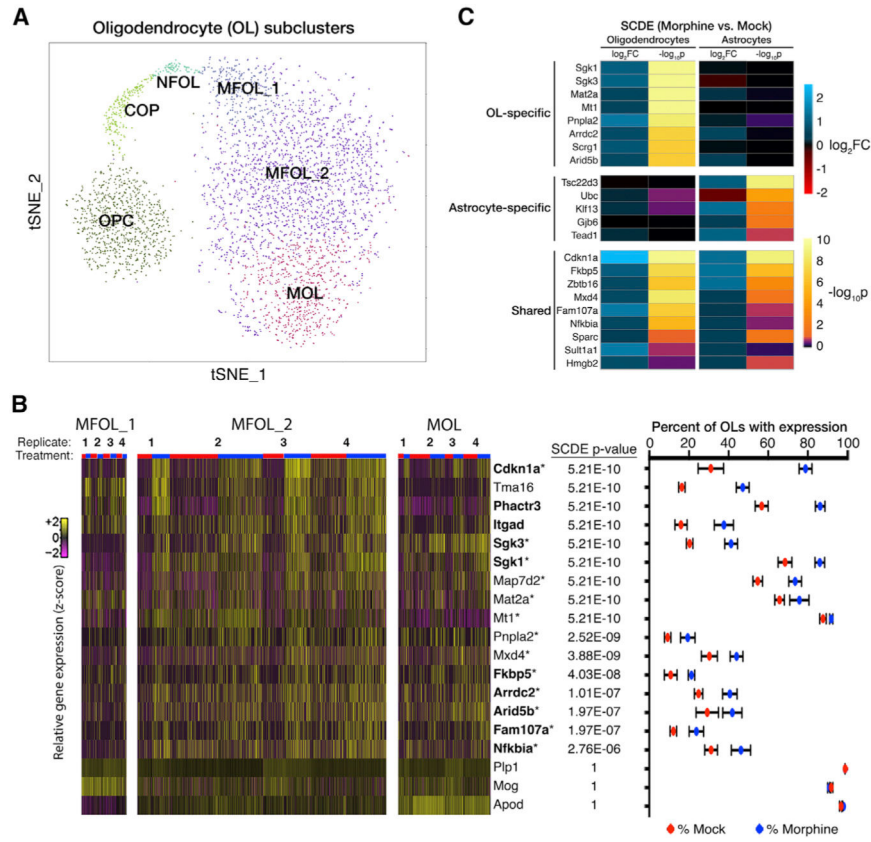 A
Oligodendrocyte (OL) subclusters
NFOL
MFOL_1
COP
MFOL_2
OPC
MOL
tSNE_2
tSNE_1
C
SCDE (Morphine vs. Mock)
Oligodendrocytes Astrocytes
log2FC -log10p log2FC -log10p
OL-specific
Sgk1
Sgk3
Mat2a
Mt1
Pnpla2
Arrdc2
Scrg1
Arid5b
Astrocyte-specific
Tsc22d3
Ubc
Klf13
Gjb6
Tead1
Shared
Cdkn1a
Fkbp5
Zbtb16
Mxd4
Fam107a
Nfkbia
Sparc
Sult1a1
Hmgb2
2
1
0
-1
-2
log2FC
10
8
6
4
2
0
-log10p
B
MFOL_1 MFOL_2 MOL
Replicate: 1 2 3 4 1 2 3 4 1 2 3 4
Treatment:
+2
0
−2
Relative gene expression (z-score)
SCDE p-value
Percent of OLs with expression
0 20 40 60 80 100
Cdkn1a* 5.21E-10
Tma16 5.21E-10
Phactr3 5.21E-10
Itgad 5.21E-10
Sgk3* 5.21E-10
Sgk1* 5.21E-10
Map7d2* 5.21E-10
Mat2a* 5.21E-10
Mt1* 5.21E-10
Pnpla2* 2.52E-09
Mxd4* 3.88E-09
Fkbp5* 4.03E-08
Arrdc2* 1.01E-07
Arid5b* 1.97E-07
Fam107a* 1.97E-07
Nfkbia* 2.76E-06
Plp1 1
Mog 1
Apod 1
% Mock % Morphine